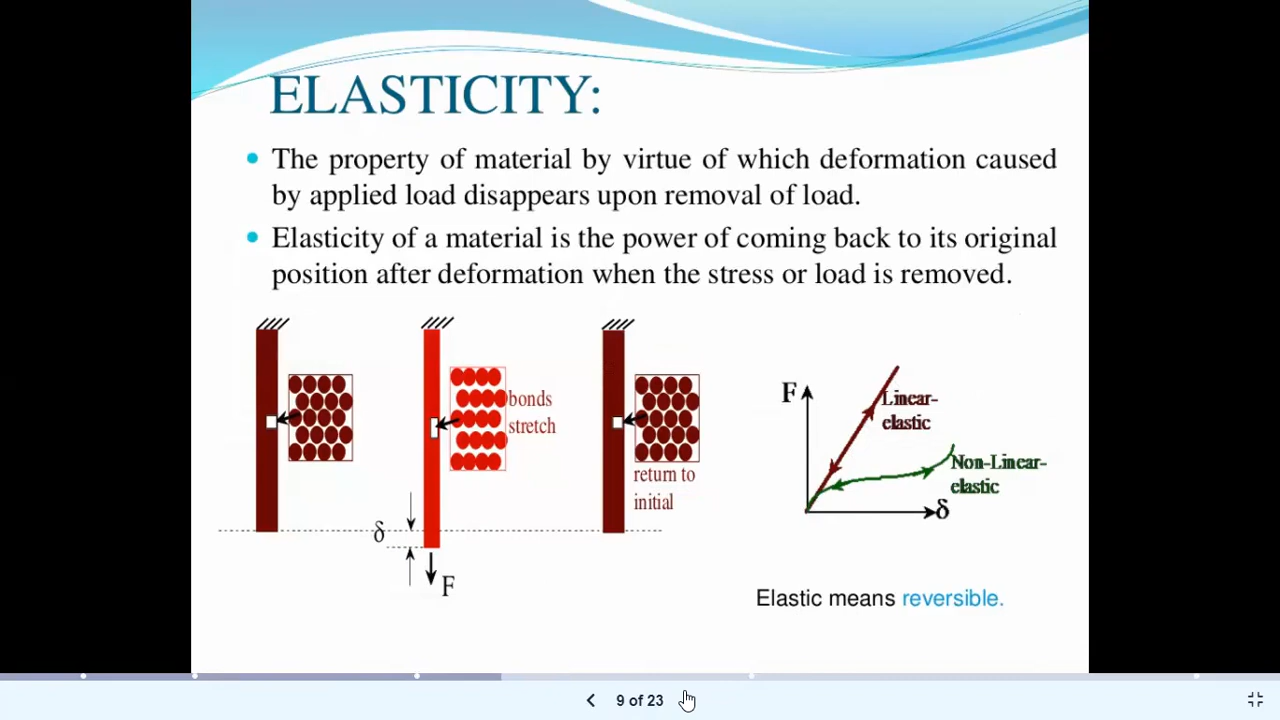 ELASTICITY:
• The property of material by virtue of which deformation caused
by applied load disappears upon removal of load.
• Elasticity of a material is the power of coming back to its original
position after deformation when the stress or load is removed.
bonds
stretch
return to
initial
δ
F
F
Linear-
elastic
Non-Linear-
elastic
δ
Elastic means reversible.
9 of 23